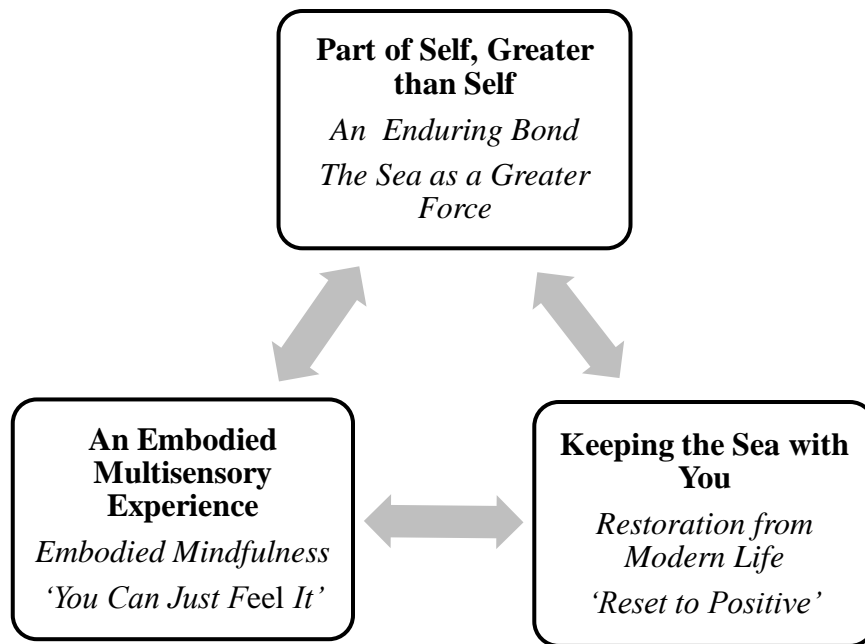 Part of Self, Greater
than Self
An Enduring Bond
The Sea as a Greater
Force
An Embodied
Multisensory
Experience
Embodied Mindfulness
‘You Can Just Feel It’
Keeping the Sea with
You
Restoration from
Modern Life
‘Reset to Positive’